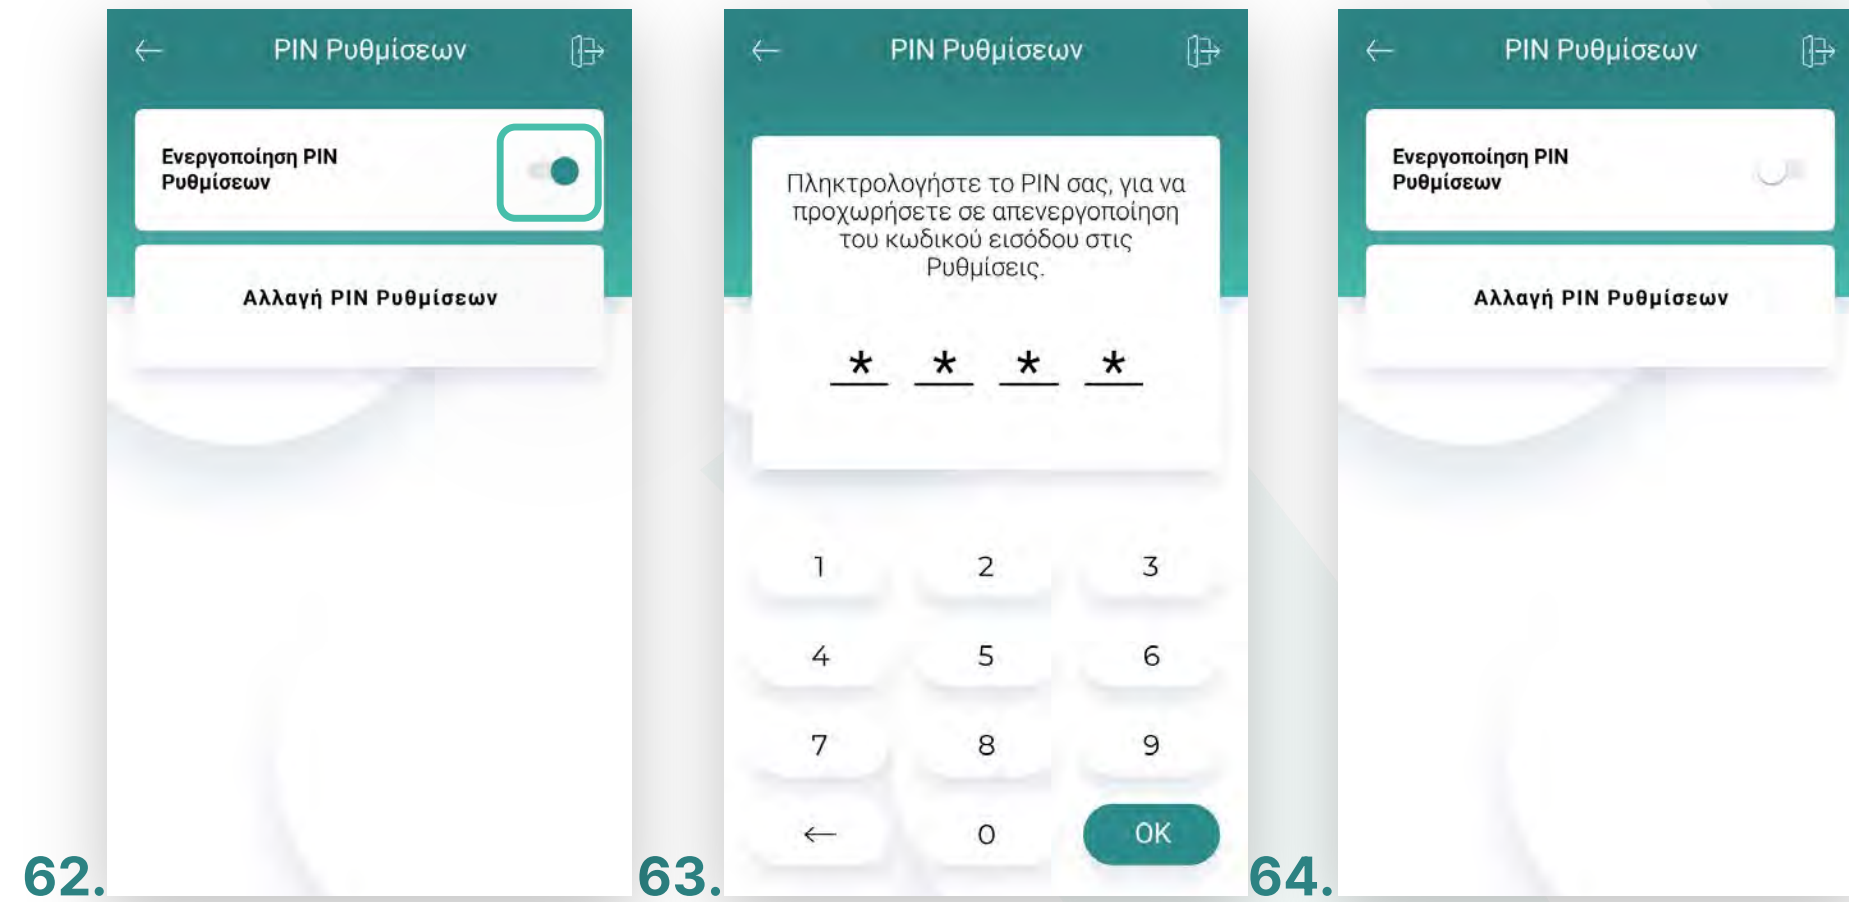 PIN Ρυθμίσεων
Ενεργοποίηση PIN
Ρυθμίσεων
Αλλαγή PIN Ρυθμίσεων
62.
PIN Ρυθμίσεων
Πληκτρολογήστε το PIN σας, για να
προχωρήσετε σε απενεργοποίηση
του κωδικού εισόδου στις
Ρυθμίσεις.
* * * *
1 2 3
4 5 6
7 8 9
← 0 OK
63.
PIN Ρυθμίσεων
Ενεργοποίηση PIN
Ρυθμίσεων
Αλλαγή PIN Ρυθμίσεων
64.